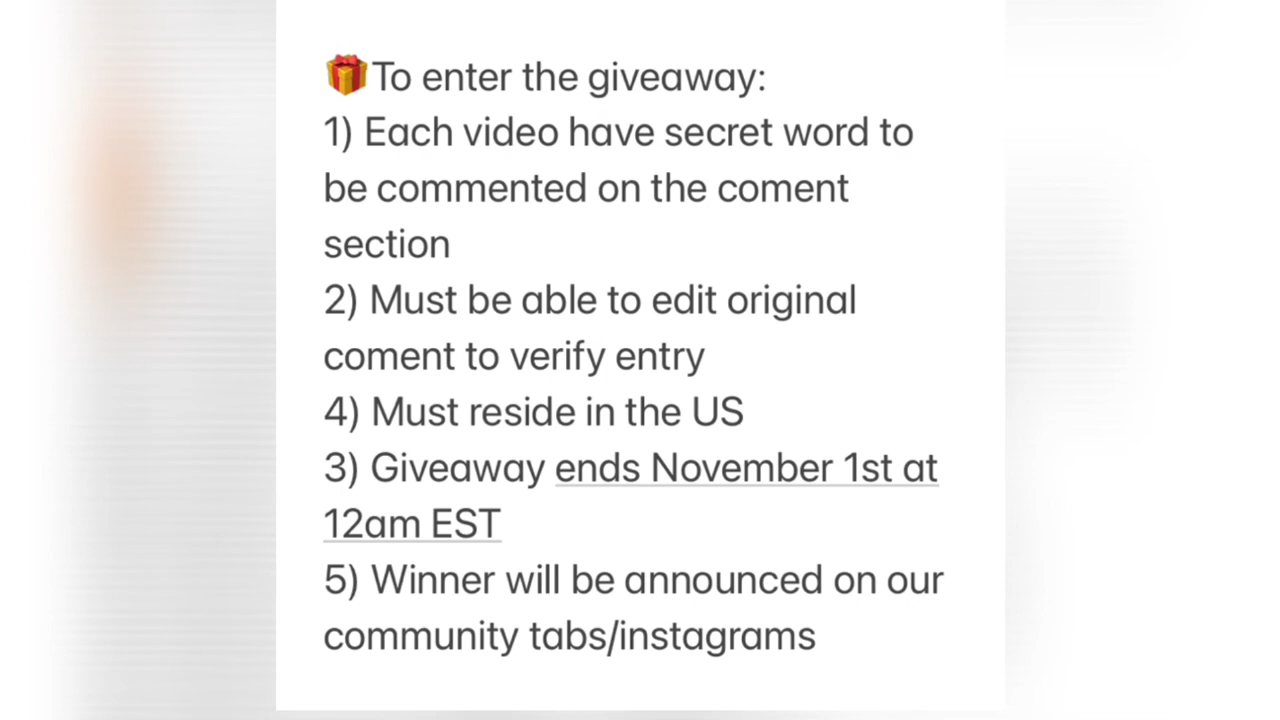 🎁To enter the giveaway:
1) Each video have secret word to
be commented on the coment
section
2) Must be able to edit original
coment to verify entry
4) Must reside in the US
3) Giveaway ends November 1st at
12am EST
5) Winner will be announced on our
community tabs/instagrams